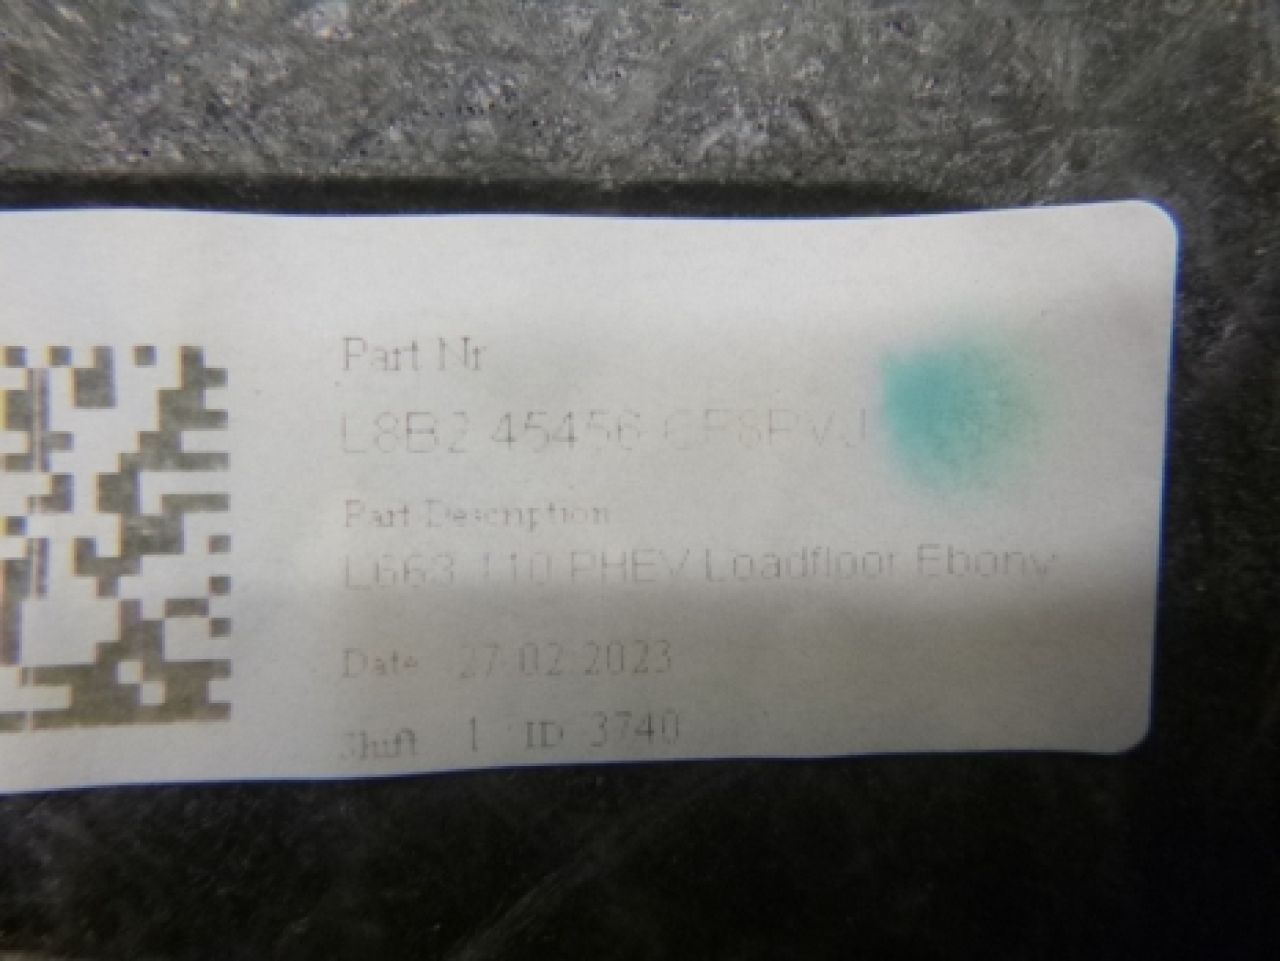 Part Nr
L8B2 45456
Part Description
L663 110 PHEV Loadfloor Ebony
Date 27.02.2023
Shift 1 ID 3740